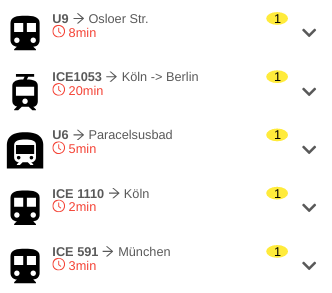 U9 → Osloer Str. 1
8min
ICE1053 → Köln -> Berlin 1
20min
U6 → Paracelsusbad 1
5min
ICE 1110 → Köln 1
2min
ICE 591 → München 1
3min